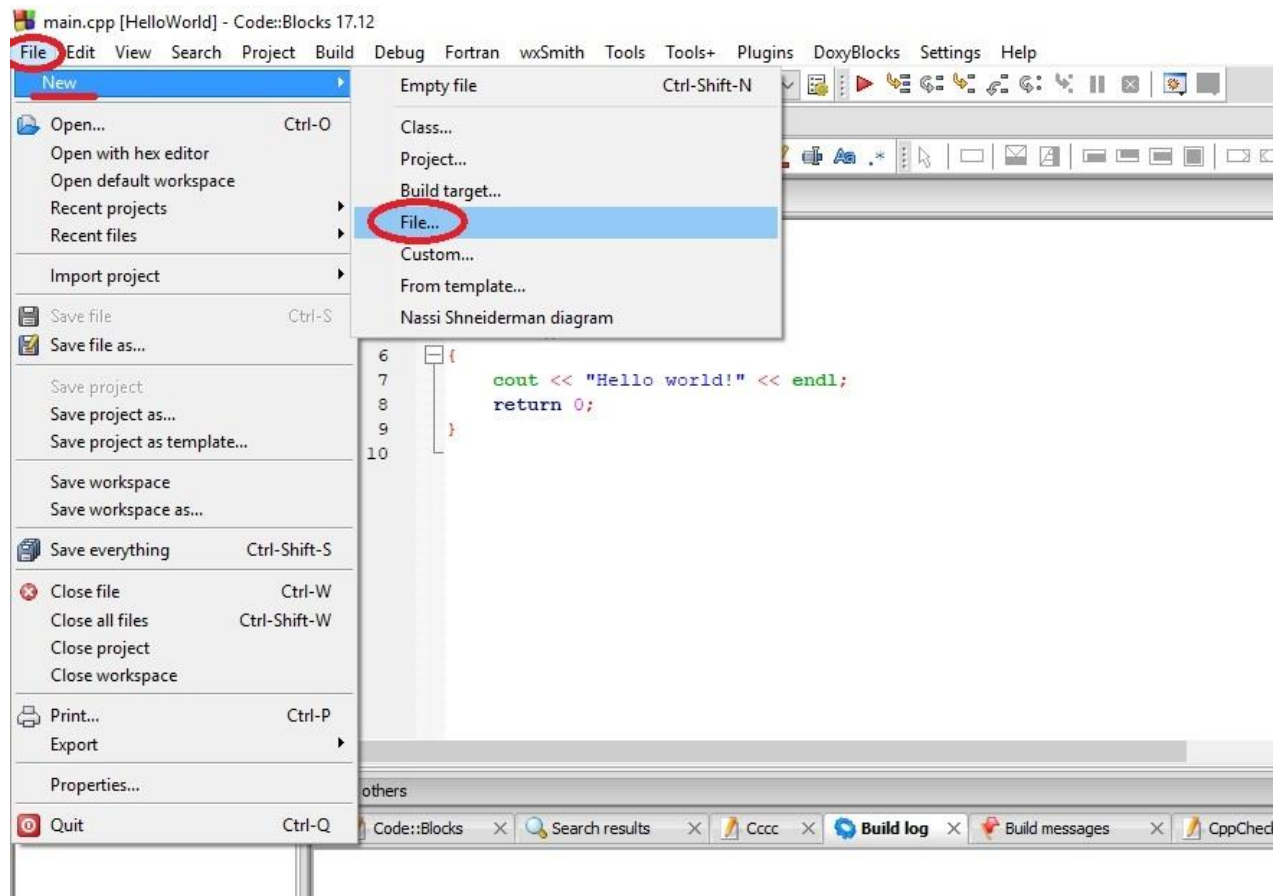 main.cpp [HelloWorld] - Code::Blocks 17.12
File Edit View Search Project Build Debug Fortran wxSmith Tools Tools+ Plugins DoxyBlocks Settings Help
New
Open... Ctrl-O
Open with hex editor
Open default workspace
Recent projects
Recent files
Import project
Save file Ctrl-S
Save file as...
Save project
Save project as...
Save project as template...
Save workspace
Save workspace as...
Save everything Ctrl-Shift-S
Close file Ctrl-W
Close all files Ctrl-Shift-W
Close project
Close workspace
Print... Ctrl-P
Export
Properties...
Quit Ctrl-Q
Empty file Ctrl-Shift-N
Class...
Project...
Build target...
File...
Custom...
From template...
Nassi Shneiderman diagram
6 {
7 cout << "Hello world!" << endl;
8 return 0;
9 }
10
others
Code::Blocks Search results Cccc Build log Build messages